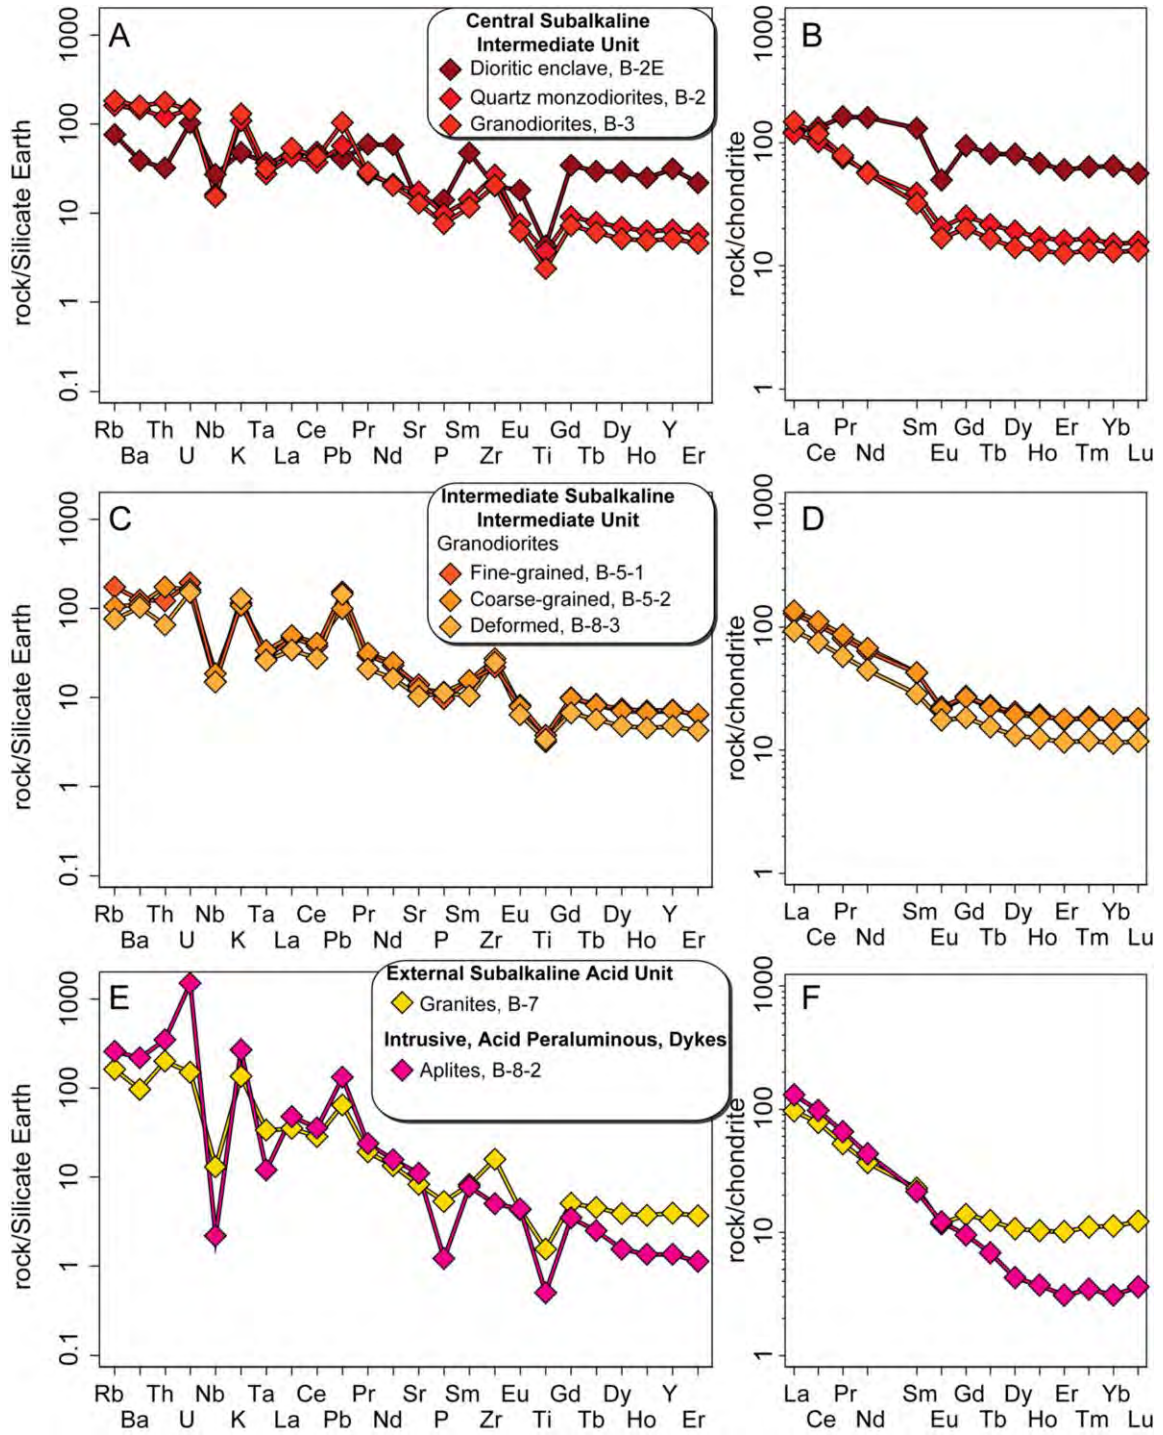 A
Central Subalkaline
Intermediate Unit
Dioritic enclave, B-2E
Quartz monzodiorites, B-2
Granodiorites, B-3
rock/Silicate Earth
1000
100
10
1
0.1
Rb Th Nb Ta Ce Pr Sr Sm Eu Gd Dy Y
Ba U K La Pb Nd P Zr Ti Tb Ho Er
B
rock/chondrite
1000
100
10
1
La Pr Sm Gd Dy Er Yb
Ce Nd Eu Tb Ho Tm Lu
C
Intermediate Subalkaline
Intermediate Unit
Granodiorites
Fine-grained, B-5-1
Coarse-grained, B-5-2
Deformed, B-8-3
rock/Silicate Earth
1000
100
10
1
0.1
Rb Th Nb Ta Ce Pr Sr Sm Eu Gd Dy Y
Ba U K La Pb Nd P Zr Ti Tb Ho Er
D
rock/chondrite
1000
100
10
1
La Pr Sm Gd Dy Er Yb
Ce Nd Eu Tb Ho Tm Lu
E
External Subalkaline Acid Unit
Granites, B-7
Intrusive, Acid Peraluminous, Dykes
Aplites, B-8-2
rock/Silicate Earth
1000
100
10
1
0.1
Rb Th Nb Ta Ce Pr Sr Sm Eu Gd Dy Y
Ba U K La Pb Nd P Zr Ti Tb Ho Er
F
rock/chondrite
1000
100
10
1
La Pr Sm Gd Dy Er Yb
Ce Nd Eu Tb Ho Tm Lu